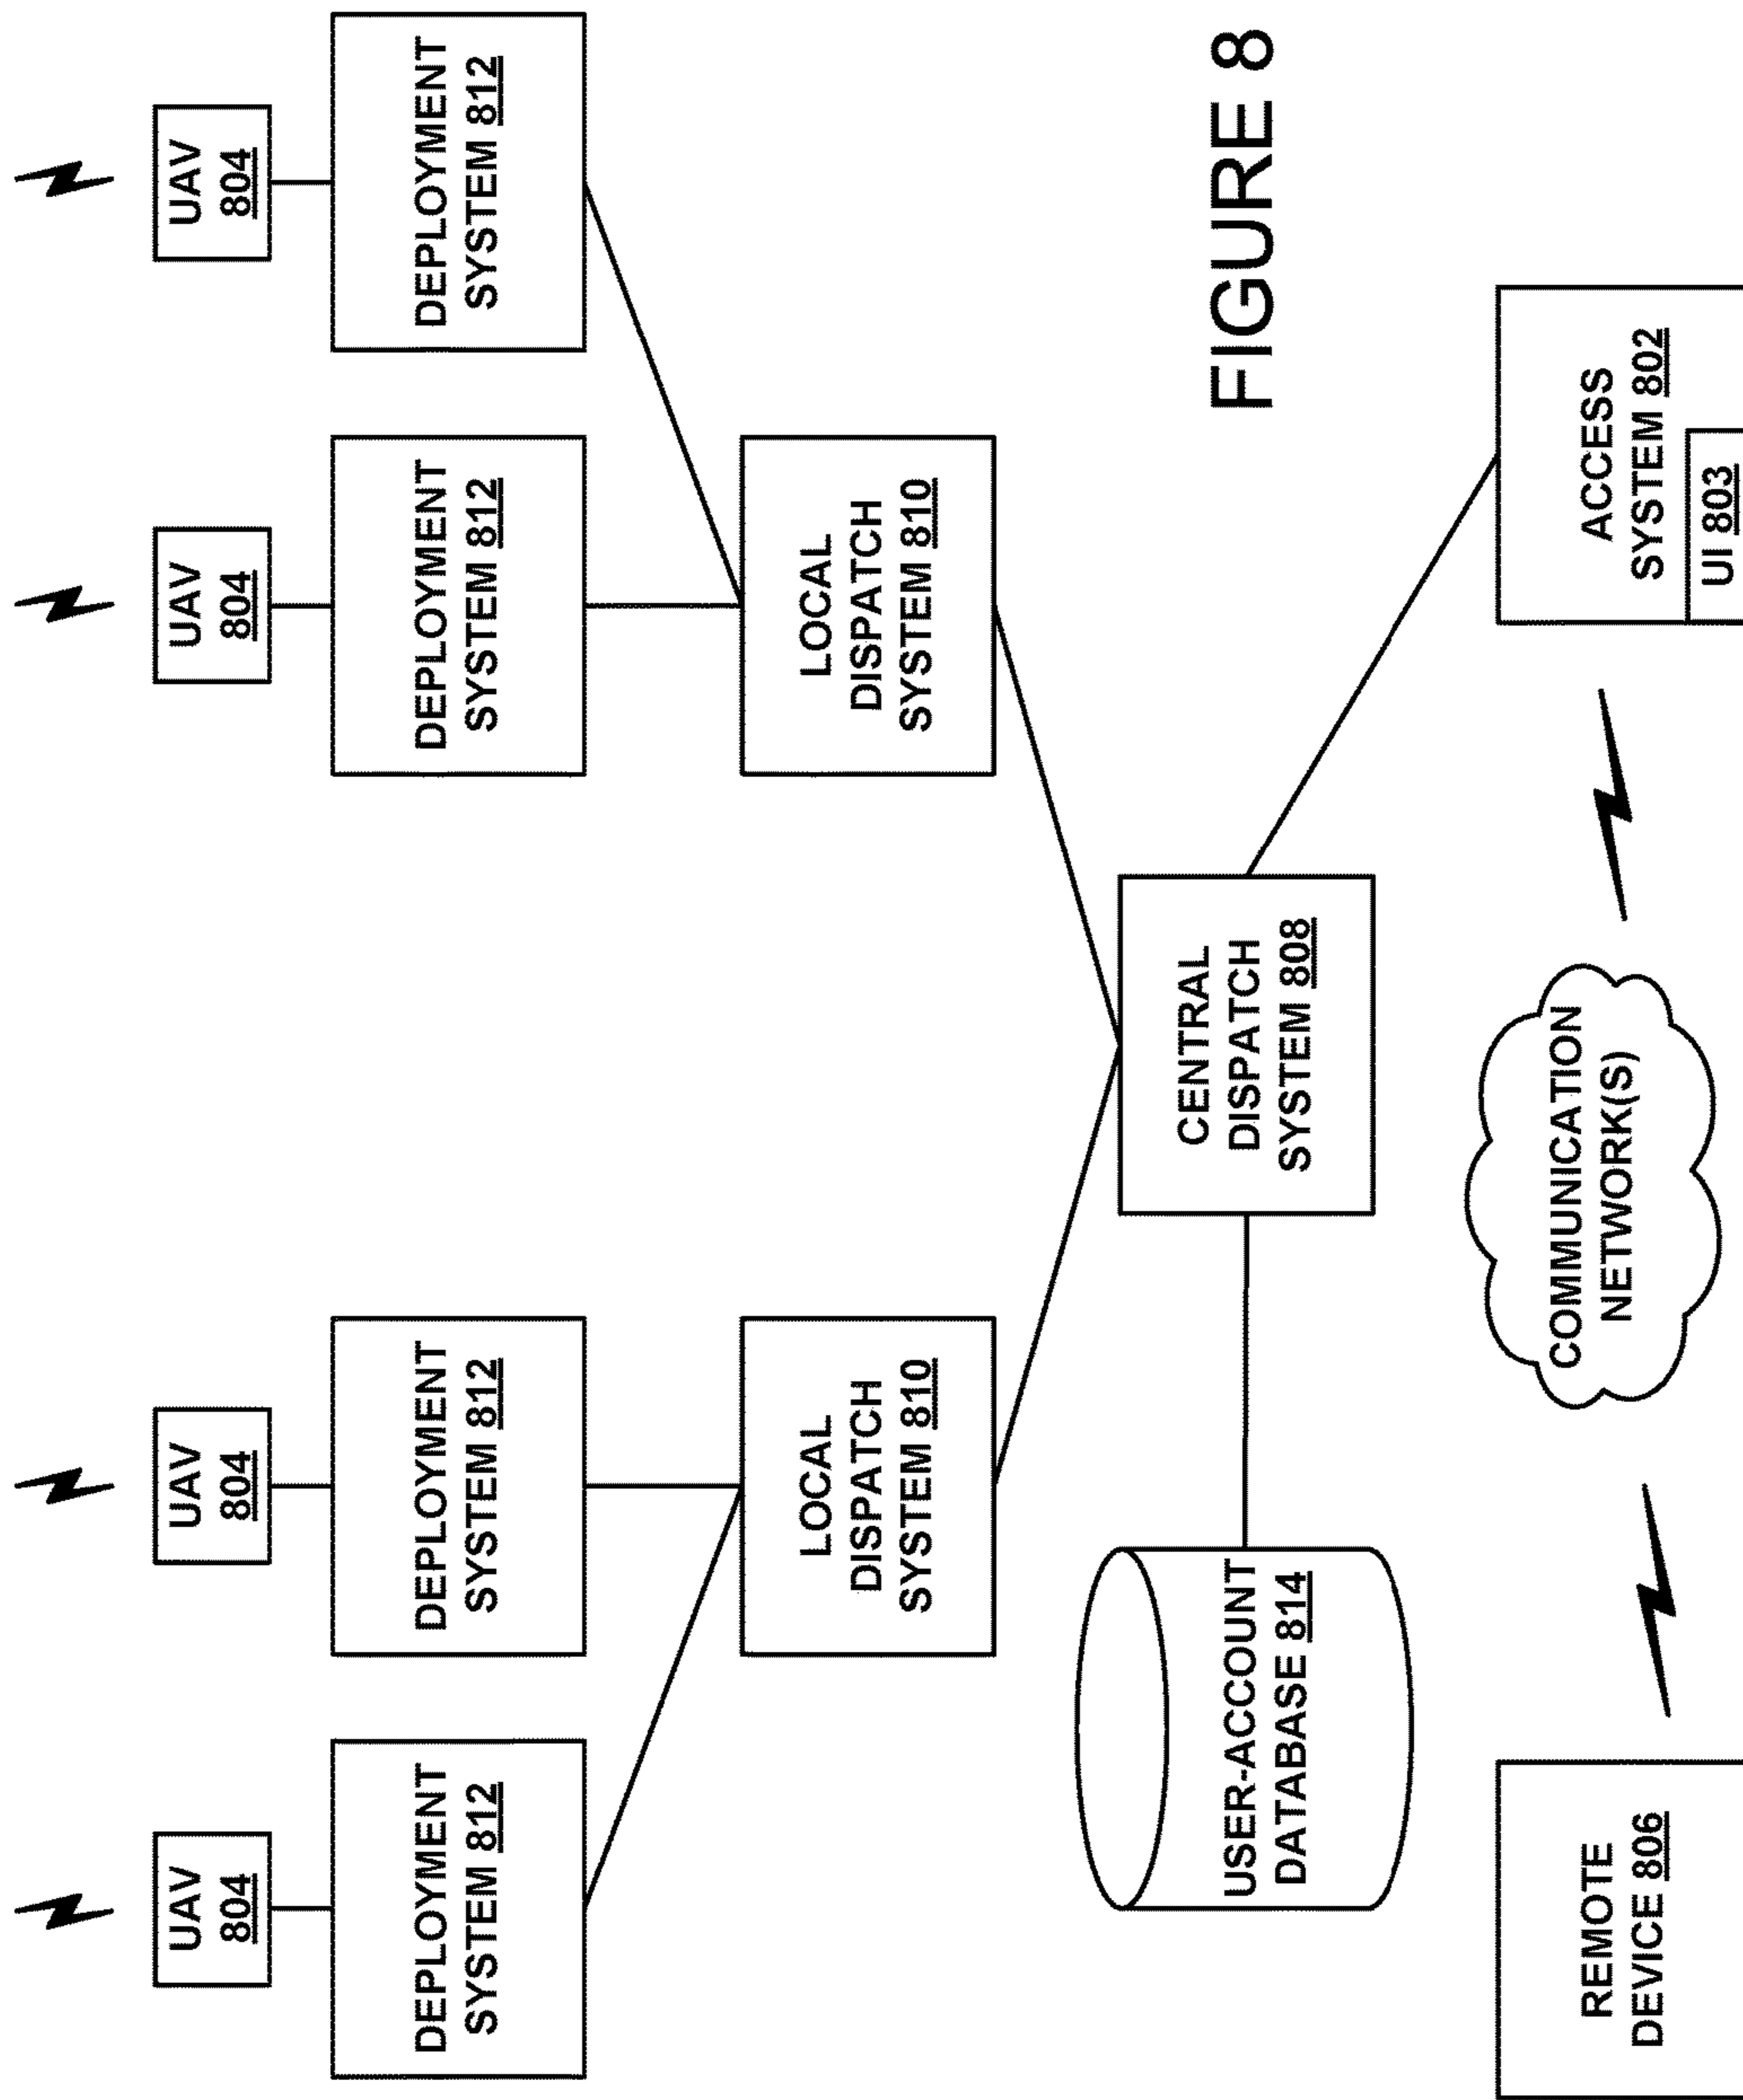 UAV
804
UAV
804
UAV
804
UAV
804
DEPLOYMENT
SYSTEM 812
DEPLOYMENT
SYSTEM 812
DEPLOYMENT
SYSTEM 812
DEPLOYMENT
SYSTEM 812
LOCAL
DISPATCH
SYSTEM 810
LOCAL
DISPATCH
SYSTEM 810
USER-ACCOUNT
DATABASE 814
CENTRAL
DISPATCH
SYSTEM 808
FIGURE 8
REMOTE
DEVICE 806
COMMUNICATION
NETWORK(S)
ACCESS
SYSTEM 802
UI 803